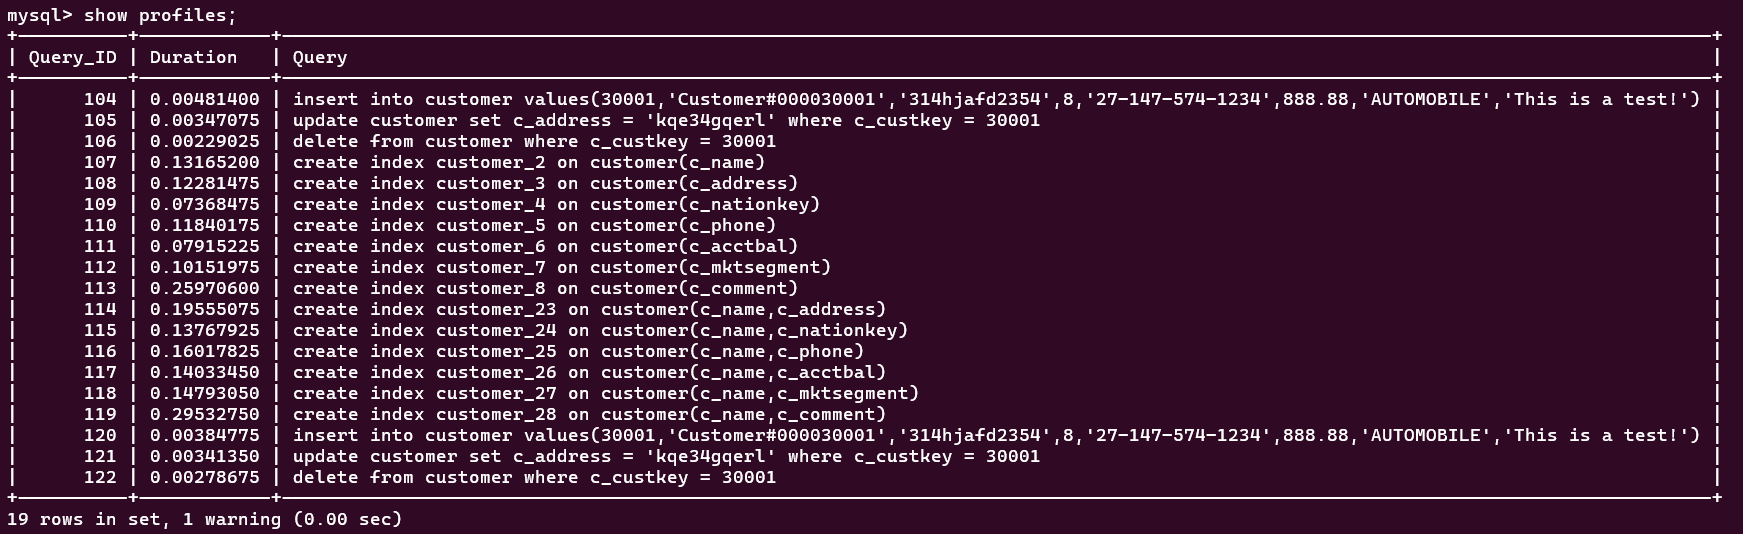 mysql> show profiles;
| Query_ID | Duration   | Query
| 104 | 0.00481400 | insert into customer values(30001,'Customer#000030001','314hjafd2354',8,'27-147-574-1234',888.88,'AUTOMOBILE','This is a test!') |
| 105 | 0.00347075 | update customer set c_address = 'kqe34gqerl' where c_custkey = 30001 |
| 106 | 0.00229025 | delete from customer where c_custkey = 30001 |
| 107 | 0.13165200 | create index customer_2 on customer(c_name) |
| 108 | 0.12281475 | create index customer_3 on customer(c_address) |
| 109 | 0.07368475 | create index customer_4 on customer(c_nationkey) |
| 110 | 0.11840175 | create index customer_5 on customer(c_phone) |
| 111 | 0.07915225 | create index customer_6 on customer(c_acctbal) |
| 112 | 0.10151975 | create index customer_7 on customer(c_mktsegment) |
| 113 | 0.25970600 | create index customer_8 on customer(c_comment) |
| 114 | 0.19555075 | create index customer_23 on customer(c_name,c_address) |
| 115 | 0.13767925 | create index customer_24 on customer(c_name,c_nationkey) |
| 116 | 0.16017825 | create index customer_25 on customer(c_name,c_phone) |
| 117 | 0.14033450 | create index customer_26 on customer(c_name,c_acctbal) |
| 118 | 0.14793050 | create index customer_27 on customer(c_name,c_mktsegment) |
| 119 | 0.29532750 | create index customer_28 on customer(c_name,c_comment) |
| 120 | 0.00384775 | insert into customer values(30001,'Customer#000030001','314hjafd2354',8,'27-147-574-1234',888.88,'AUTOMOBILE','This is a test!') |
| 121 | 0.00341350 | update customer set c_address = 'kqe34gqerl' where c_custkey = 30001 |
| 122 | 0.00278675 | delete from customer where c_custkey = 30001 |
19 rows in set, 1 warning (0.00 sec)